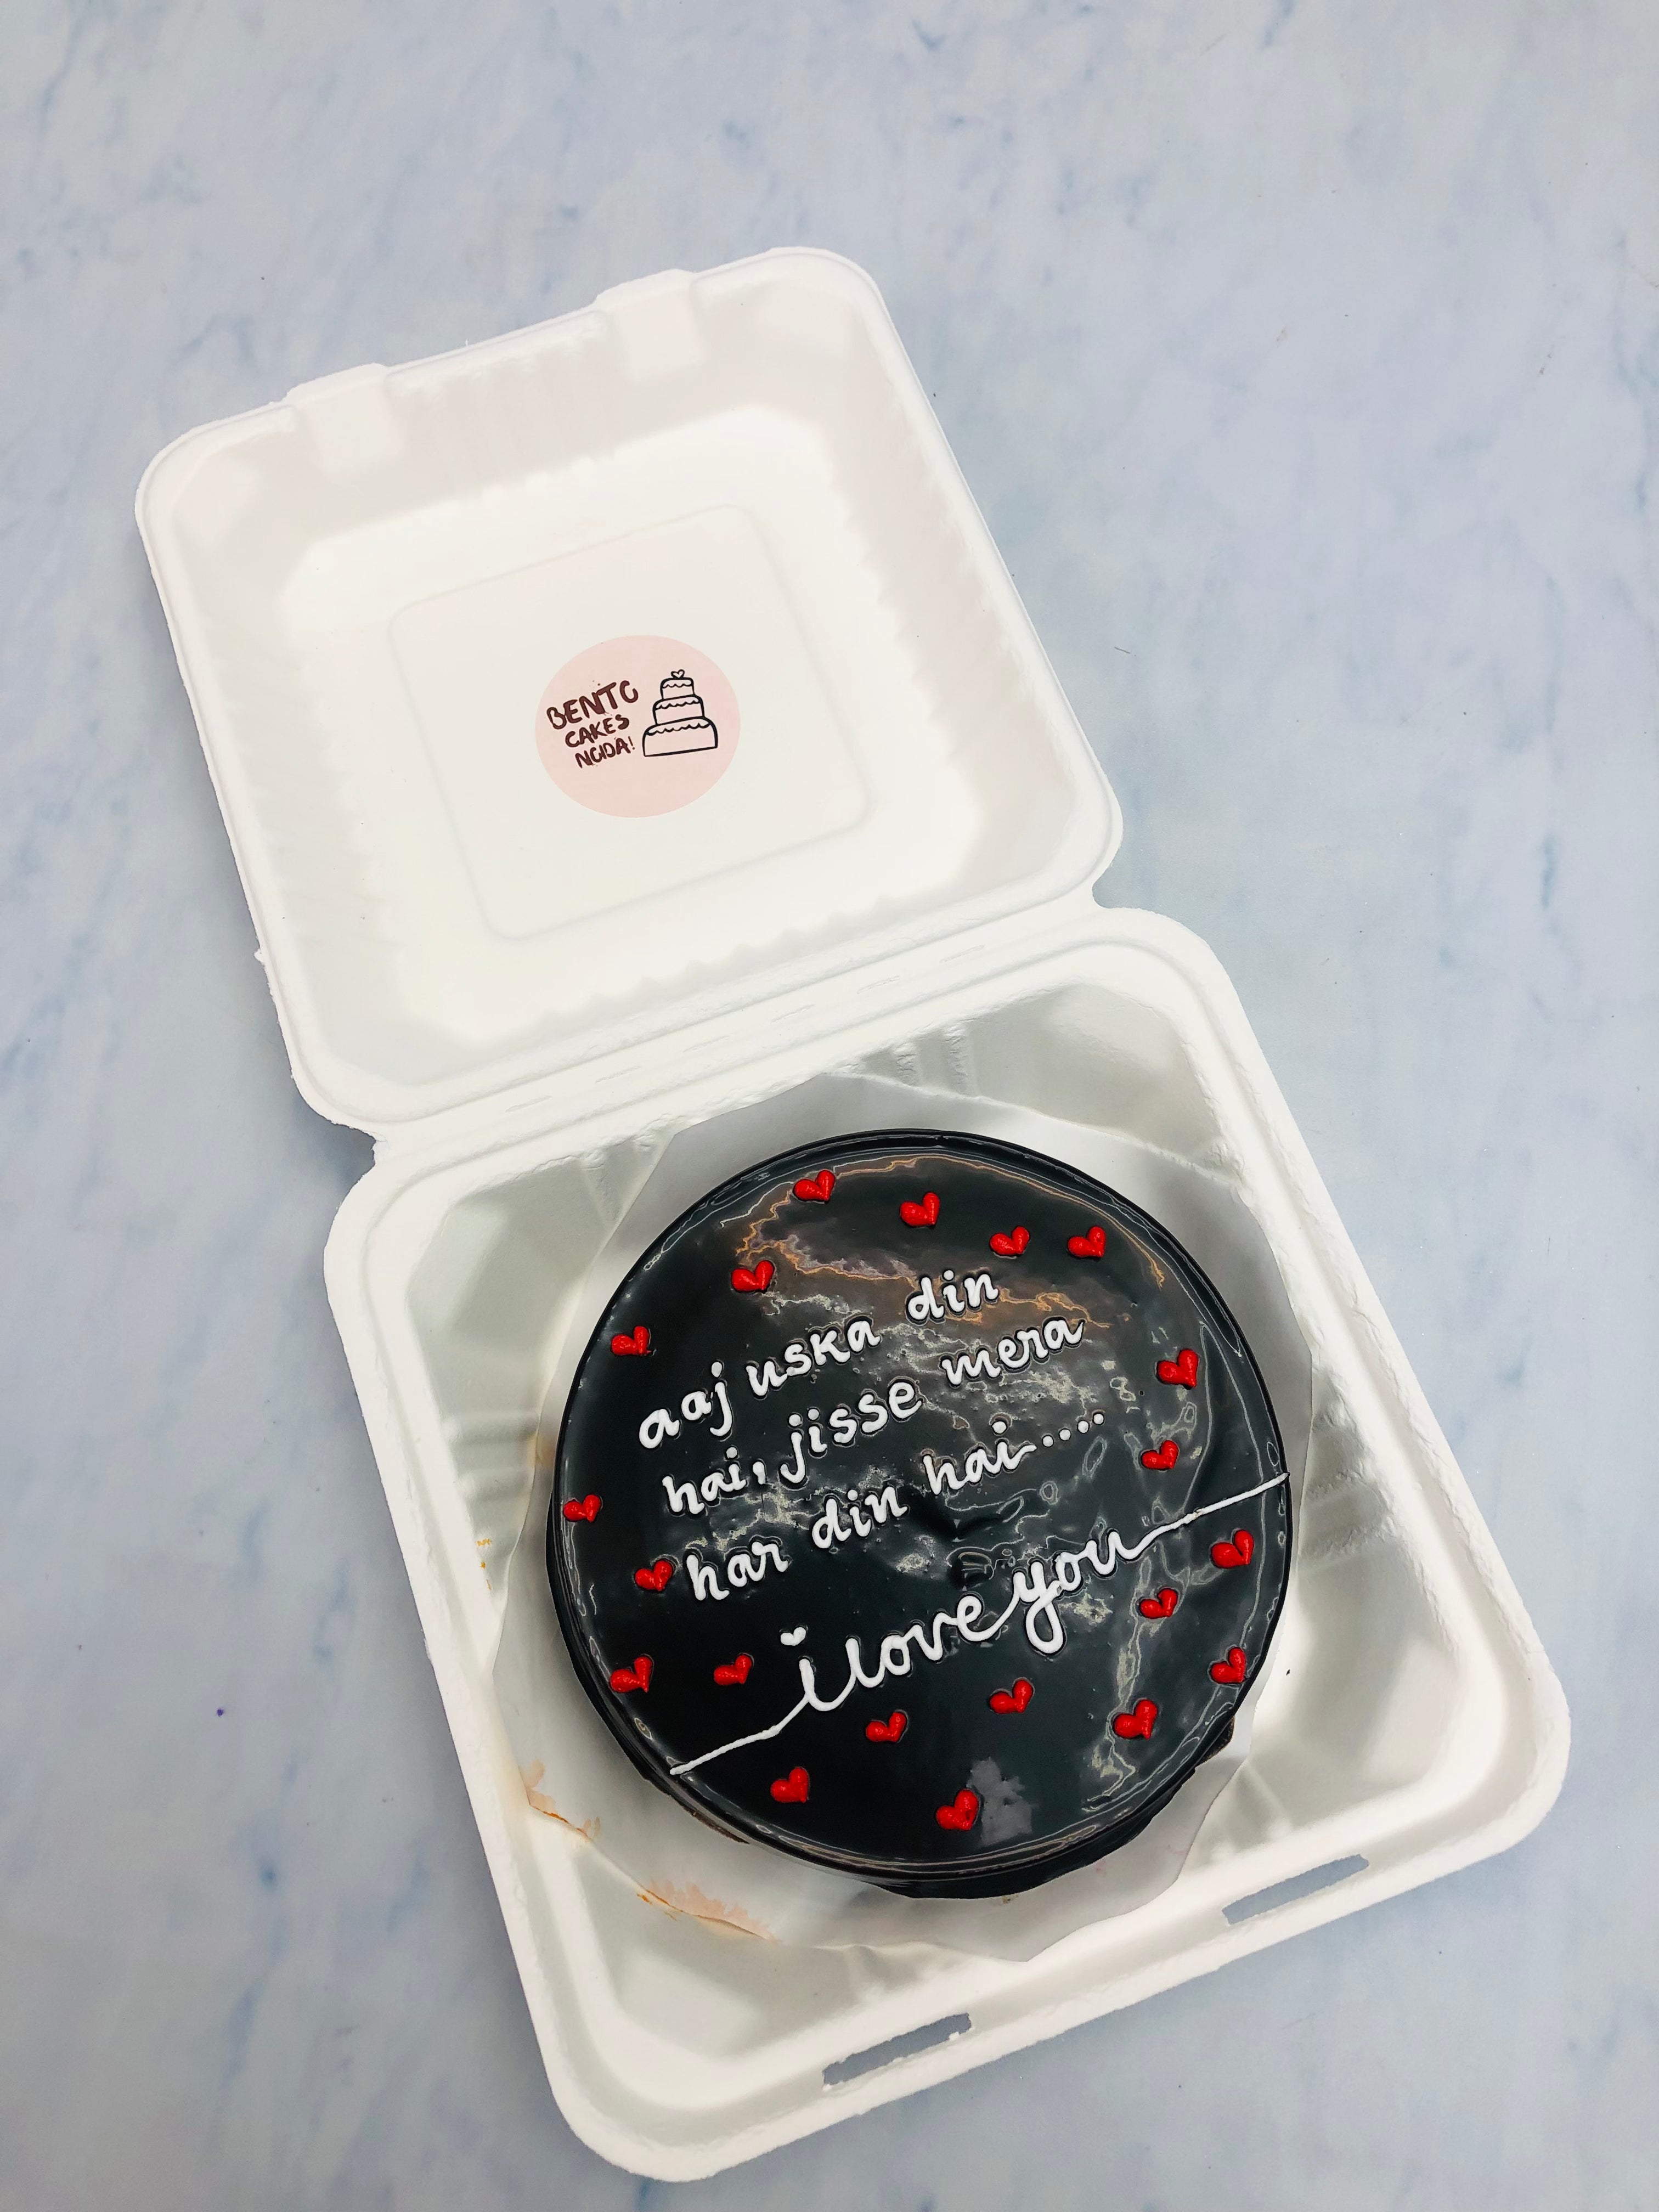 BENTO
CAKES
NOIDA!
aaj uska din
hai, jisse mera
har din hai....
i love you